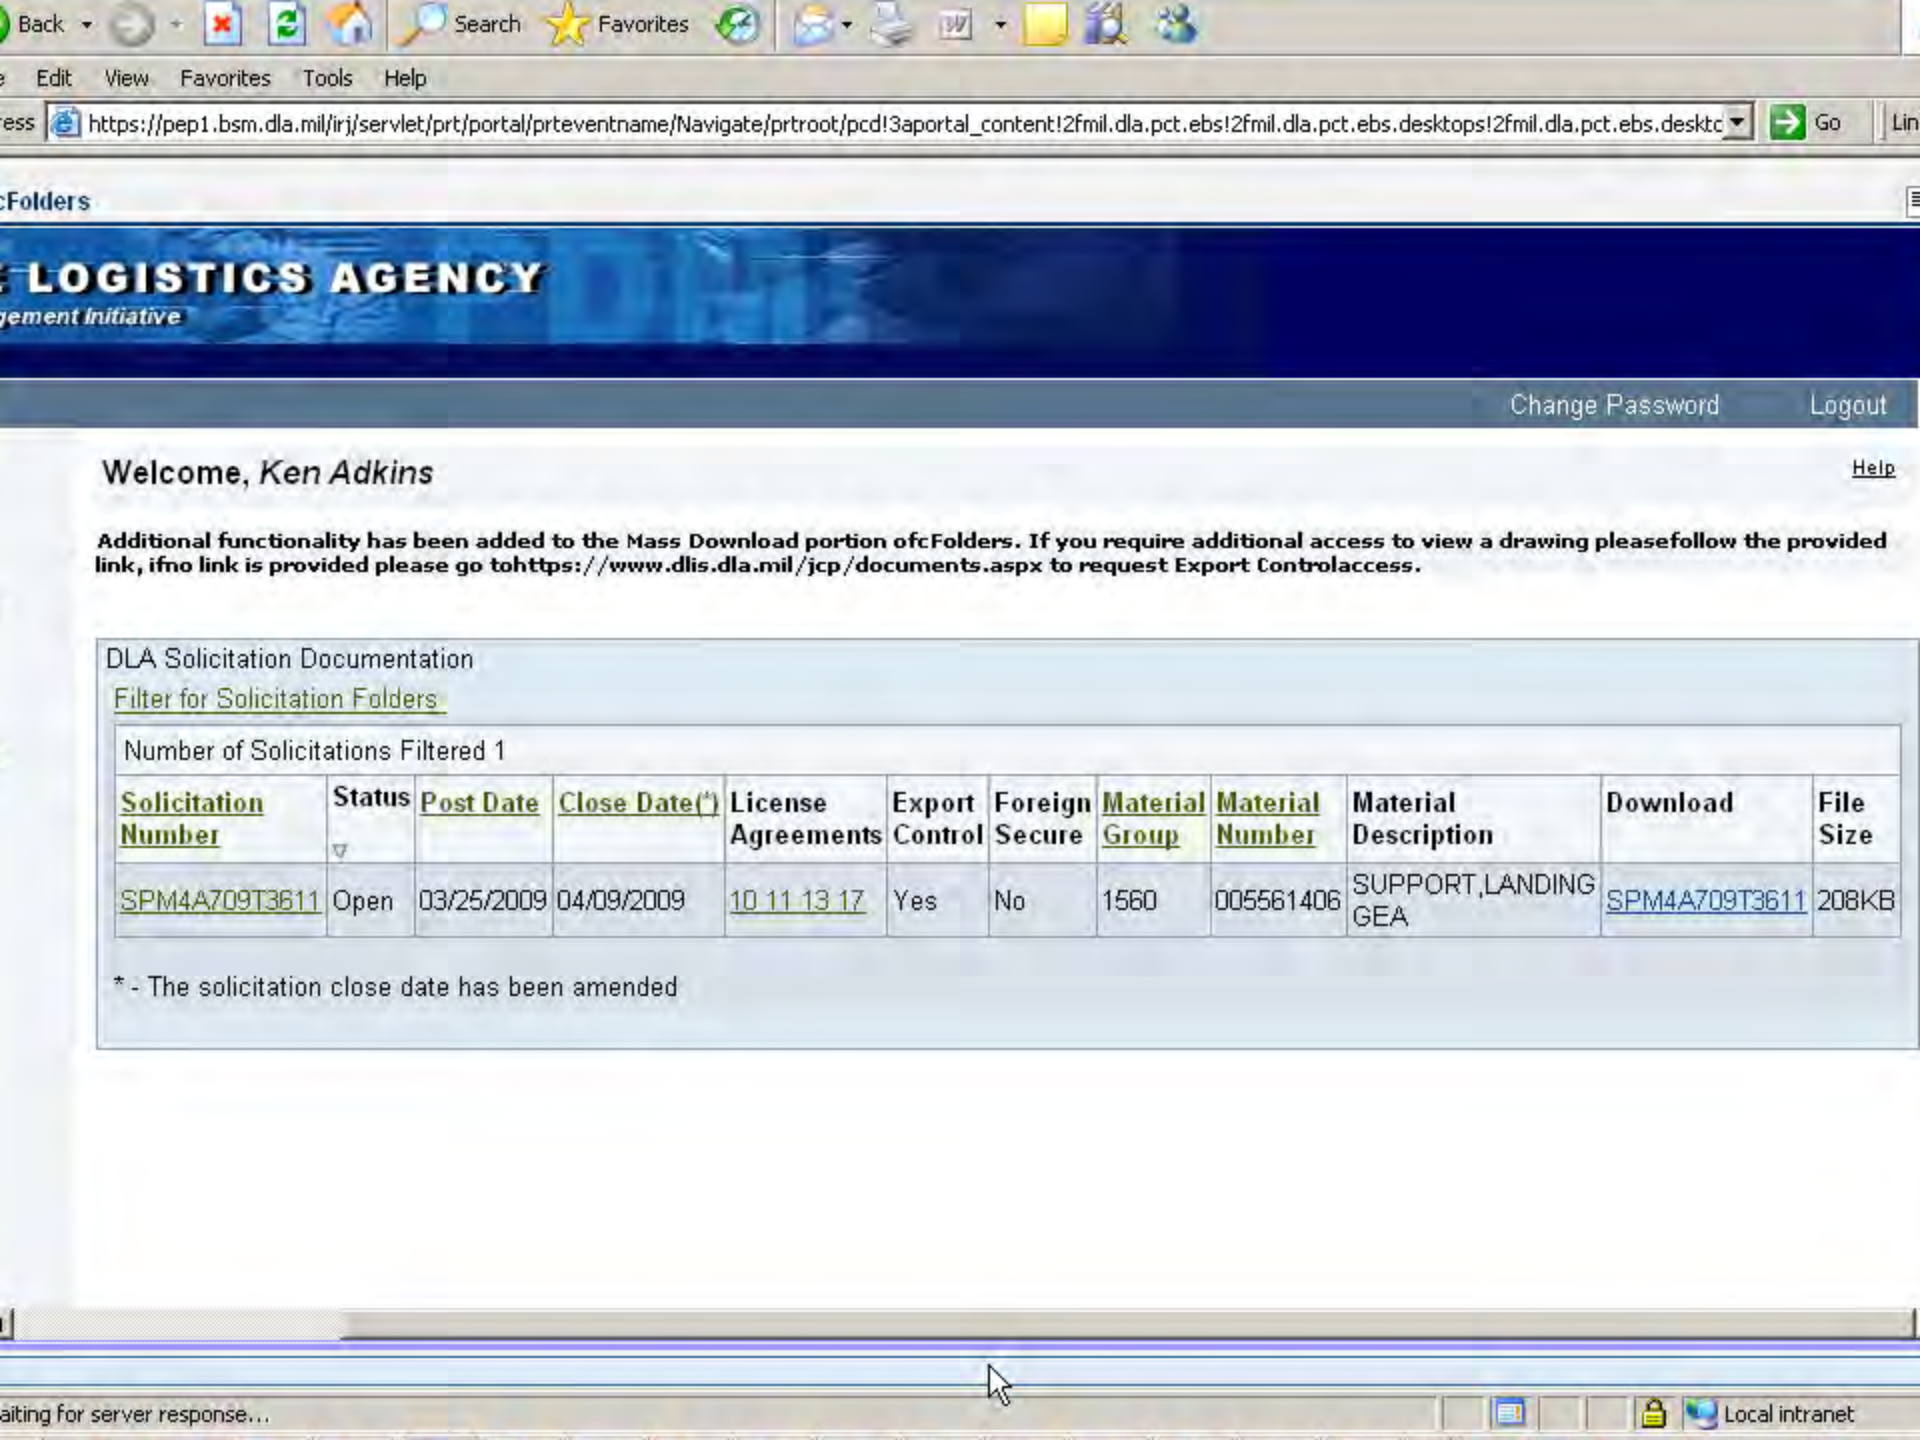 Back
Search
Favorites
Edit View Favorites Tools Help
ress https://pep1.bsm.dla.mil/irj/servlet/prt/portal/prteventname/Navigate/prtroot/pcd!3aportal_content!2fmil.dla.pct.ebs!2fmil.dla.pct.ebs.desktops!2fmil.dla.pct.ebs.desktc Go Lin
cFolders
E LOGISTICS AGENCY
gement Initiative
Change Password Logout
Welcome, Ken Adkins
Help
Additional functionality has been added to the Mass Download portion ofcFolders. If you require additional access to view a drawing pleasefollow the provided
link, ifno link is provided please go tohttps://www.dlis.dla.mil/jcp/documents.aspx to request Export Controlaccess.
DLA Solicitation Documentation
Filter for Solicitation Folders
Number of Solicitations Filtered 1
Solicitation Number Status Post Date Close Date(*) License Agreements Export Control Foreign Secure Material Group Material Number Material Description Download File Size
SPM4A709T3611 Open 03/25/2009 04/09/2009 10 11 13 17 Yes No 1560 005561406 SUPPORT,LANDING GEA SPM4A709T3611 208KB
* - The solicitation close date has been amended
aiting for server response...
Local intranet